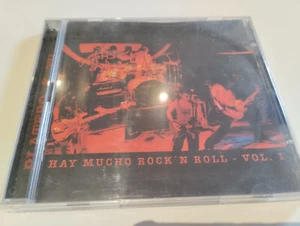 HAY MUCHO ROCK´N ROLL - VOL. 1